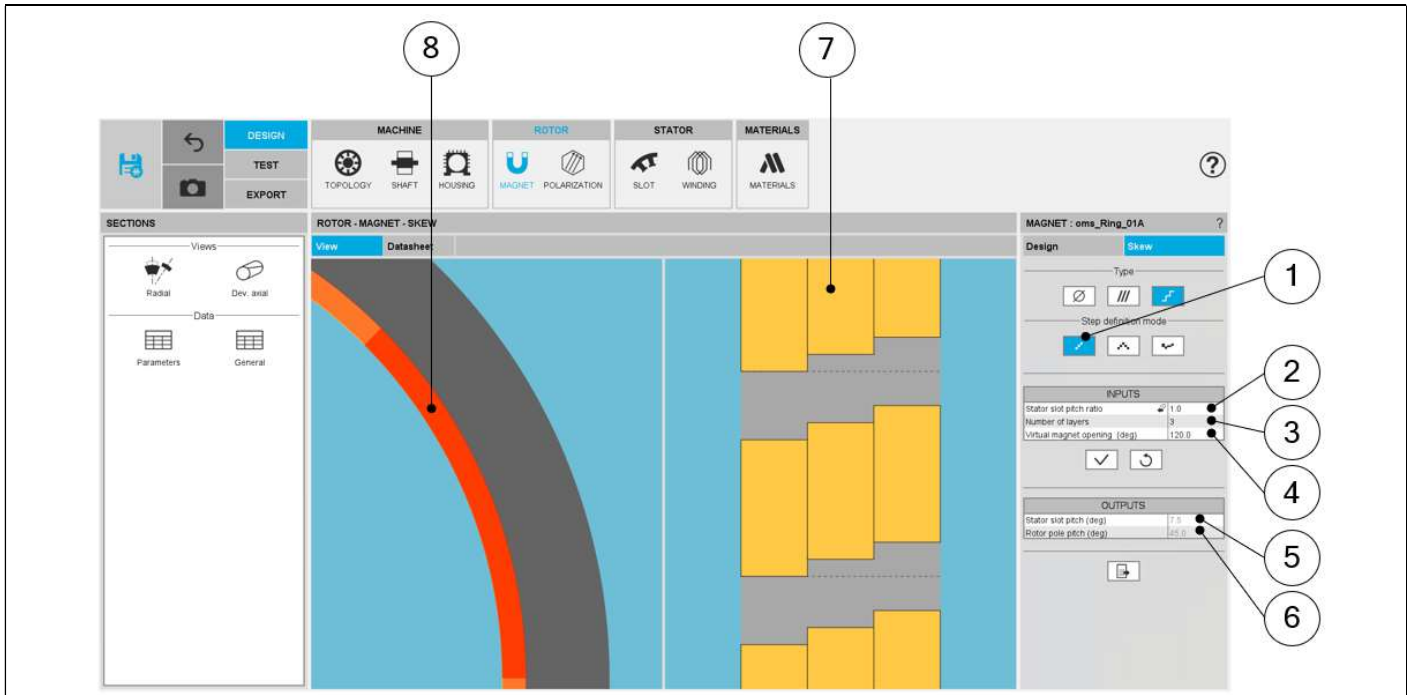 8
7
DESIGN
TEST
EXPORT
MACHINE
TOPOLOGY
SHAFT
HOUSING
ROTOR
MAGNET
POLARIZATION
STATOR
SLOT
WINDING
MATERIALS
MATERIALS
?
SECTIONS
Views
Radial
Dev. axial
Data
Parameters
General
ROTOR - MAGNET - SKEW
View
Datasheet
MAGNET : oms_Ring_01A ?
Design
Skew
Type
Step definition mode
INPUTS
Stator slot pitch ratio 1.0
Number of layers 3
Virtual magnet opening (deg) 120.0
OUTPUTS
Stator slot pitch (deg) 7.5
Rotor pole pitch (deg) 45.0
1
2
3
4
5
6